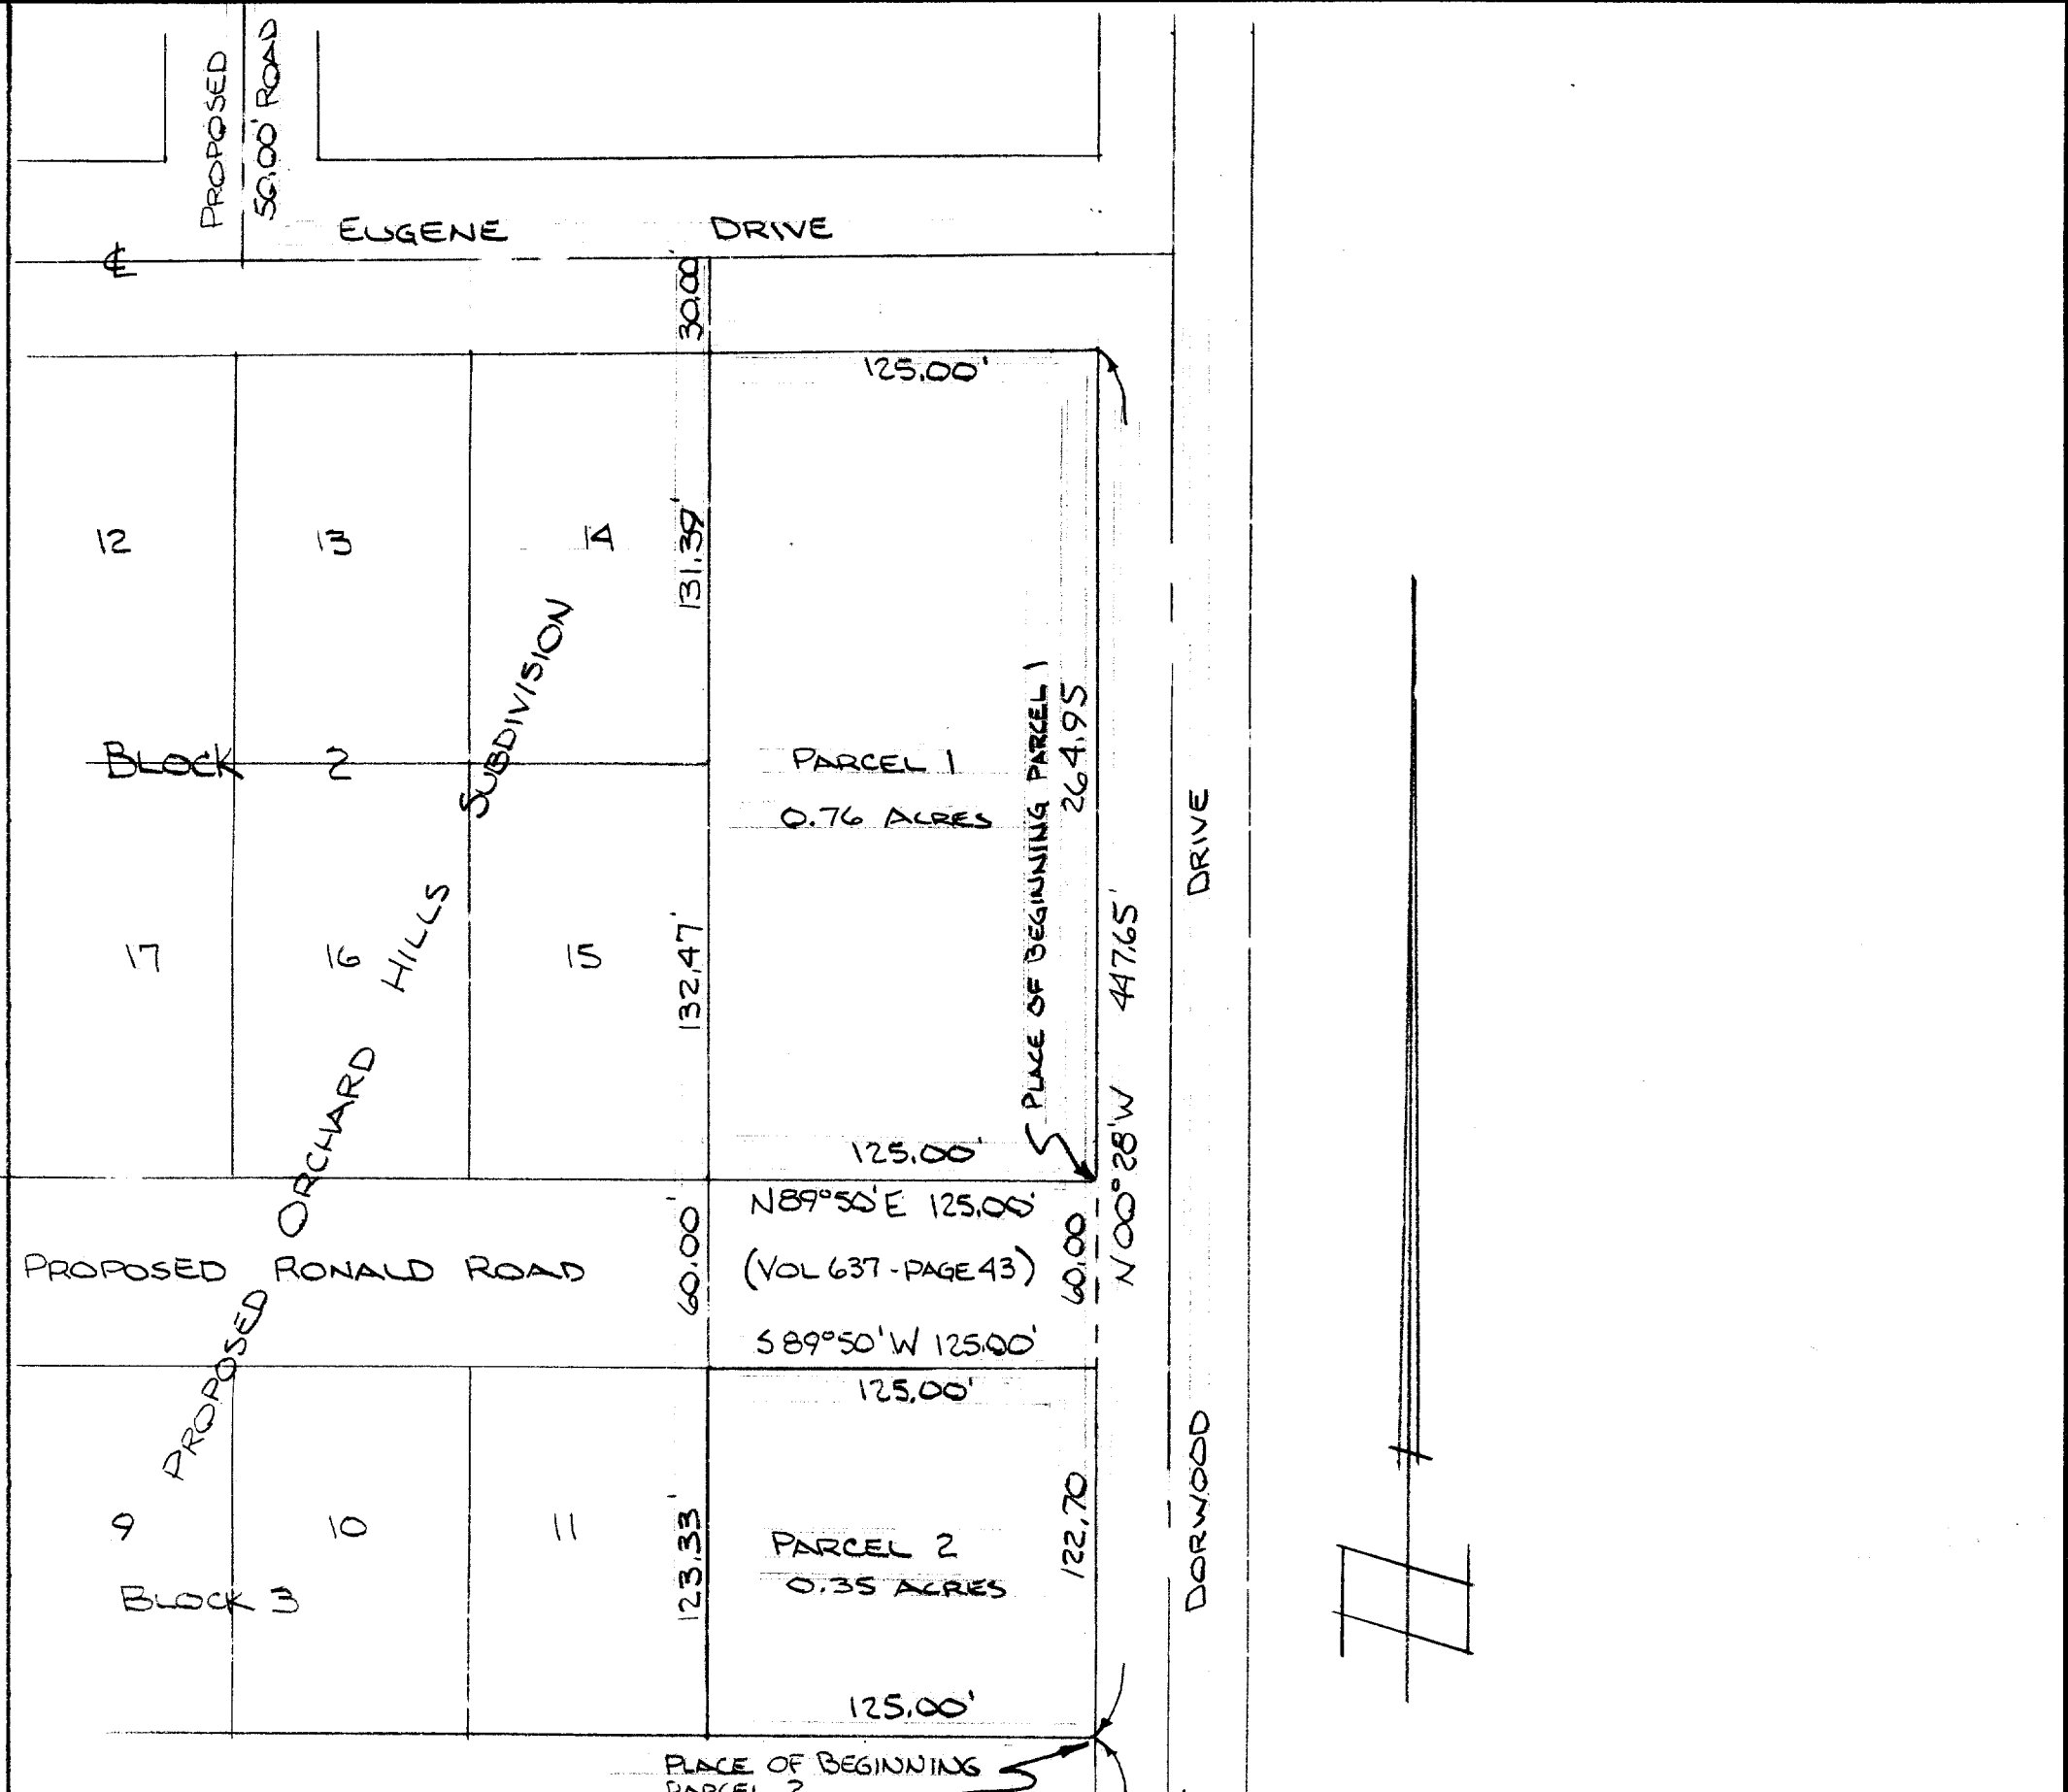 PROPOSED
50.00' ROAD
EUGENE DRIVE
℄
30.00'
125.00'
12
13
14
131.39'
SUBDIVISION
BLOCK 2
PARCEL 1
0.76 ACRES
PLACE OF BEGINNING PARCEL 1
264.95
DRIVE
17
16
15
HILLS
132.47'
447.65'
ORCHARD
125.00'
N00°28'W
N89°50'E 125.00'
PROPOSED RONALD ROAD
60.00'
(VOL 637 - PAGE 43)
60.00
S89°50'W 125.00'
PROPOSED
125.00'
DORWOOD
9
10
11
123.33'
PARCEL 2
0.35 ACRES
122.70
BLOCK 3
125.00'
PLACE OF BEGINNING
PARCEL 2